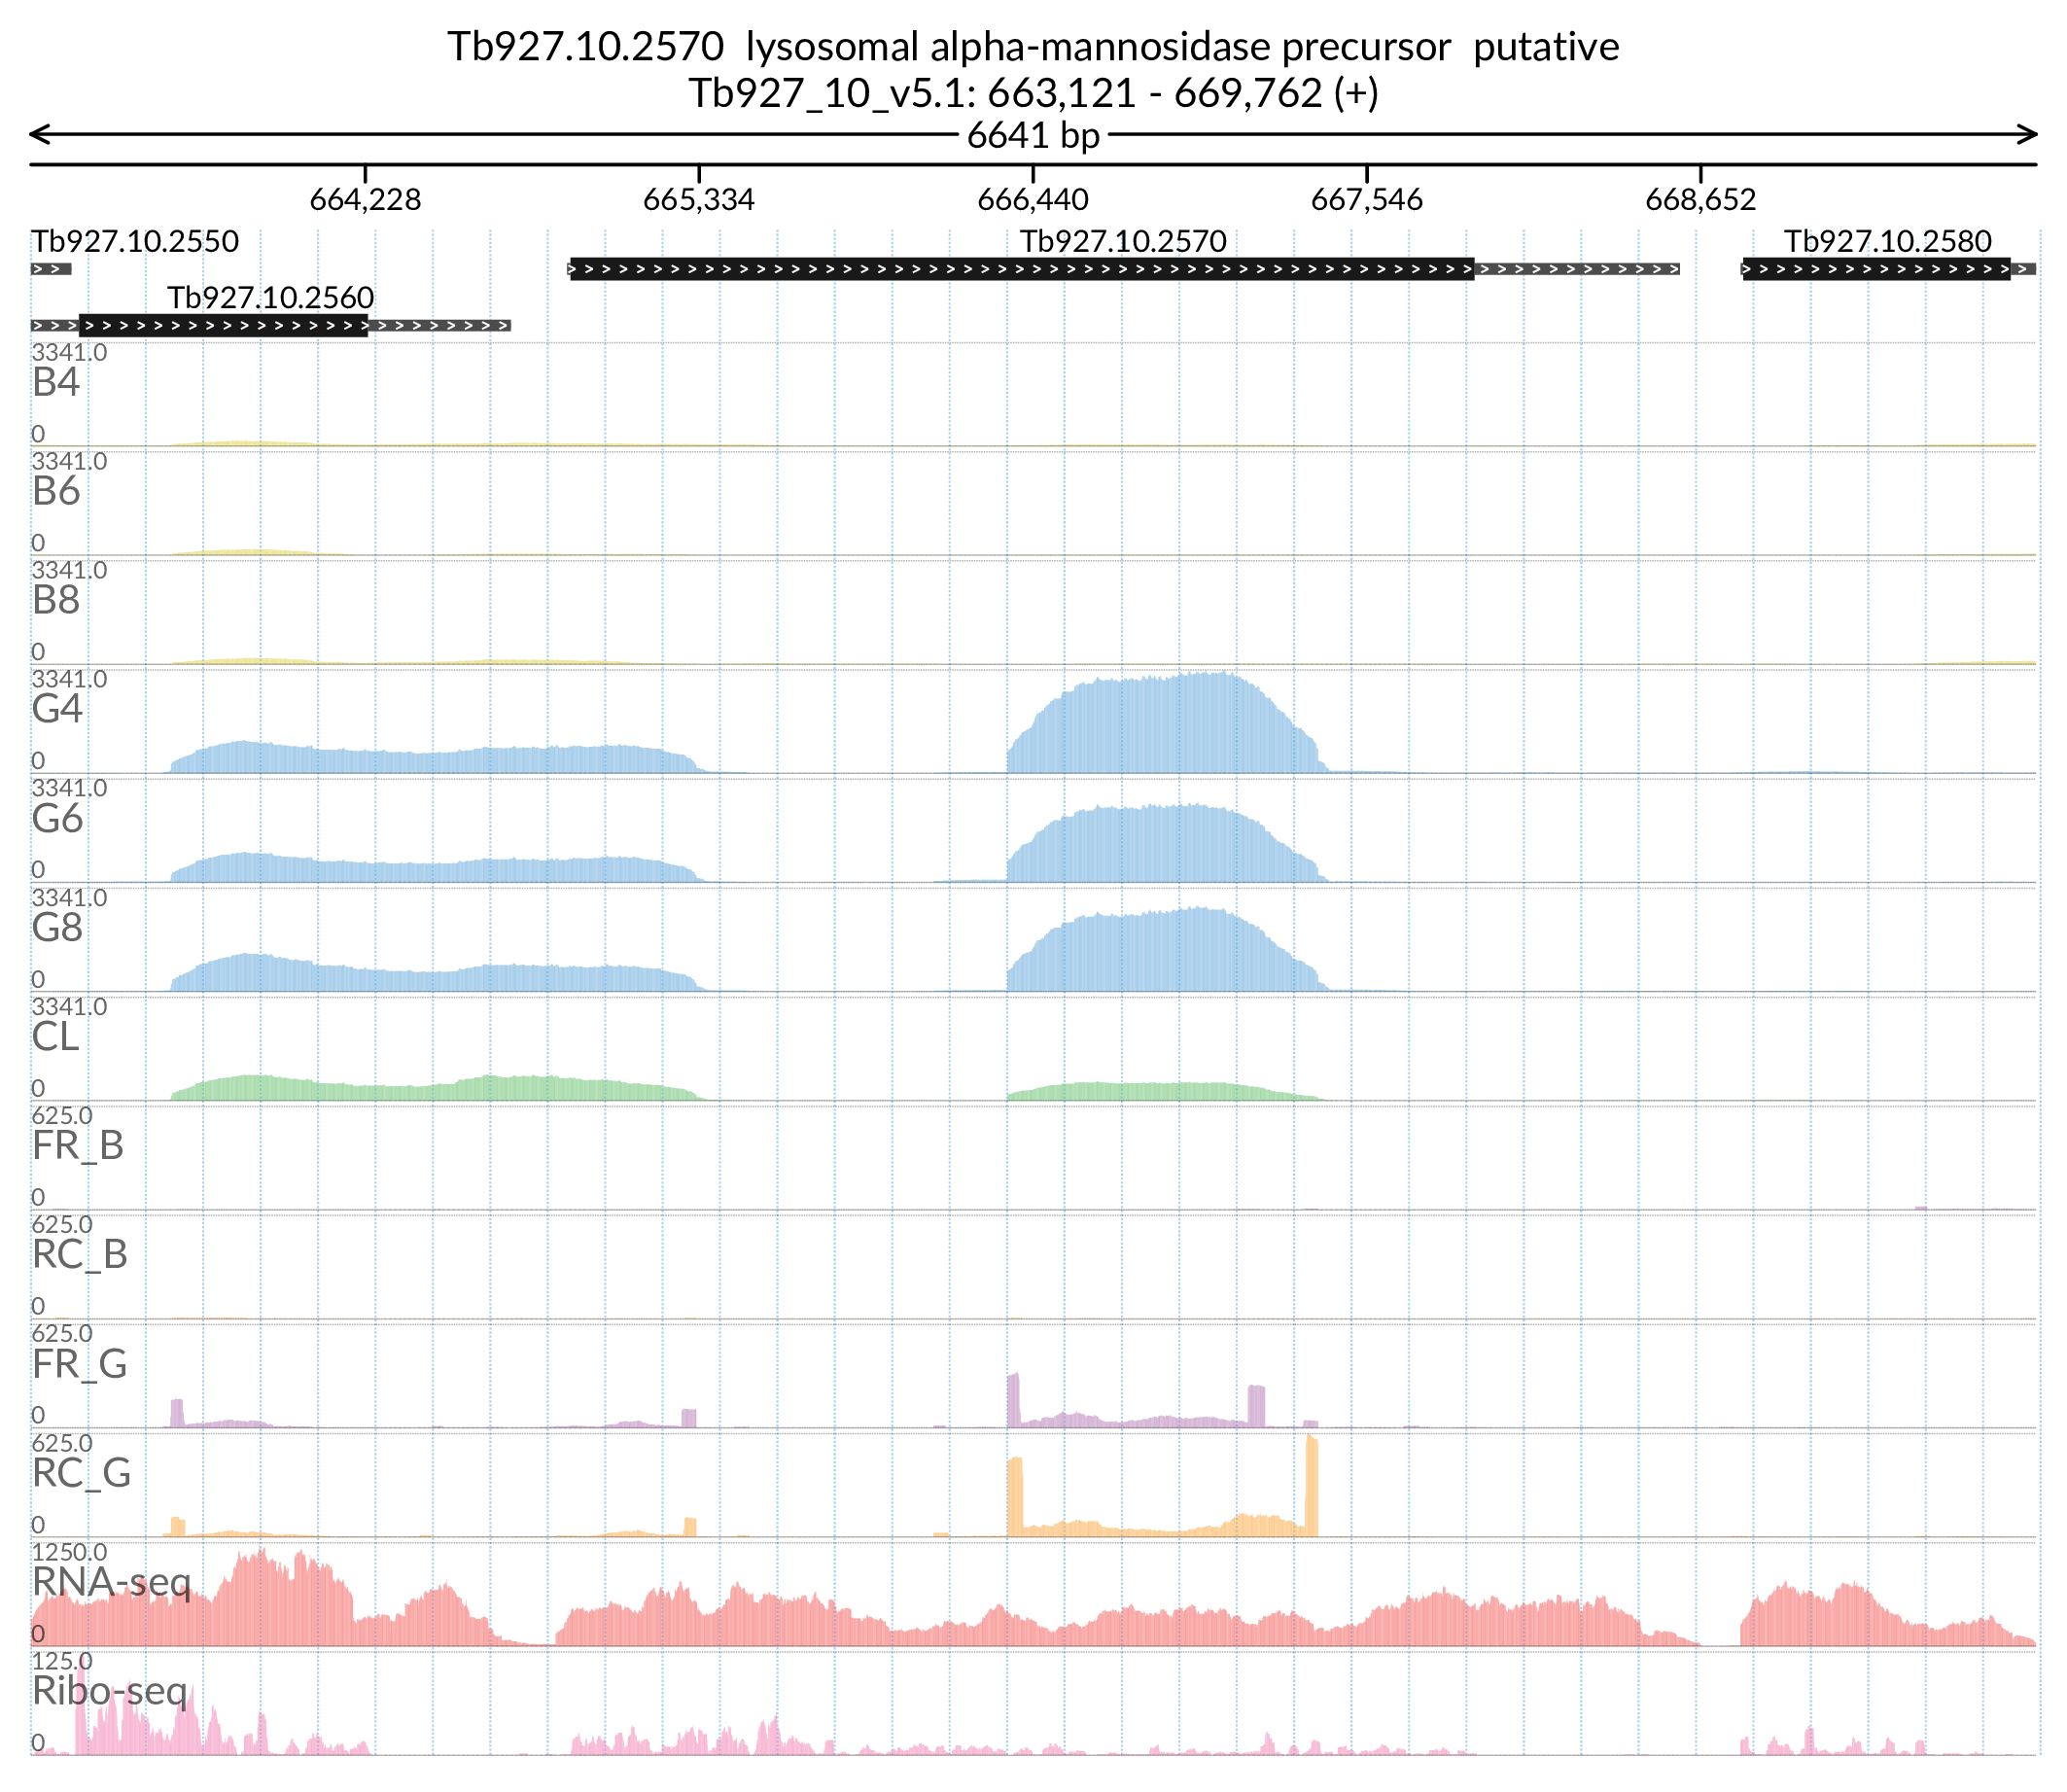 Tb927.10.2570  lysosomal alpha-mannosidase precursor  putative
Tb927_10_v5.1: 663,121 - 669,762 (+)
6641 bp
664,228 665,334 666,440 667,546 668,652
Tb927.10.2550 Tb927.10.2570 Tb927.10.2580
Tb927.10.2560
3341.0
B4
0
3341.0
B6
0
3341.0
B8
0
3341.0
G4
0
3341.0
G6
0
3341.0
G8
0
3341.0
CL
0
625.0
FR_B
0
625.0
RC_B
0
625.0
FR_G
0
625.0
RC_G
0
1250.0
RNA-seq
0
125.0
Ribo-seq
0